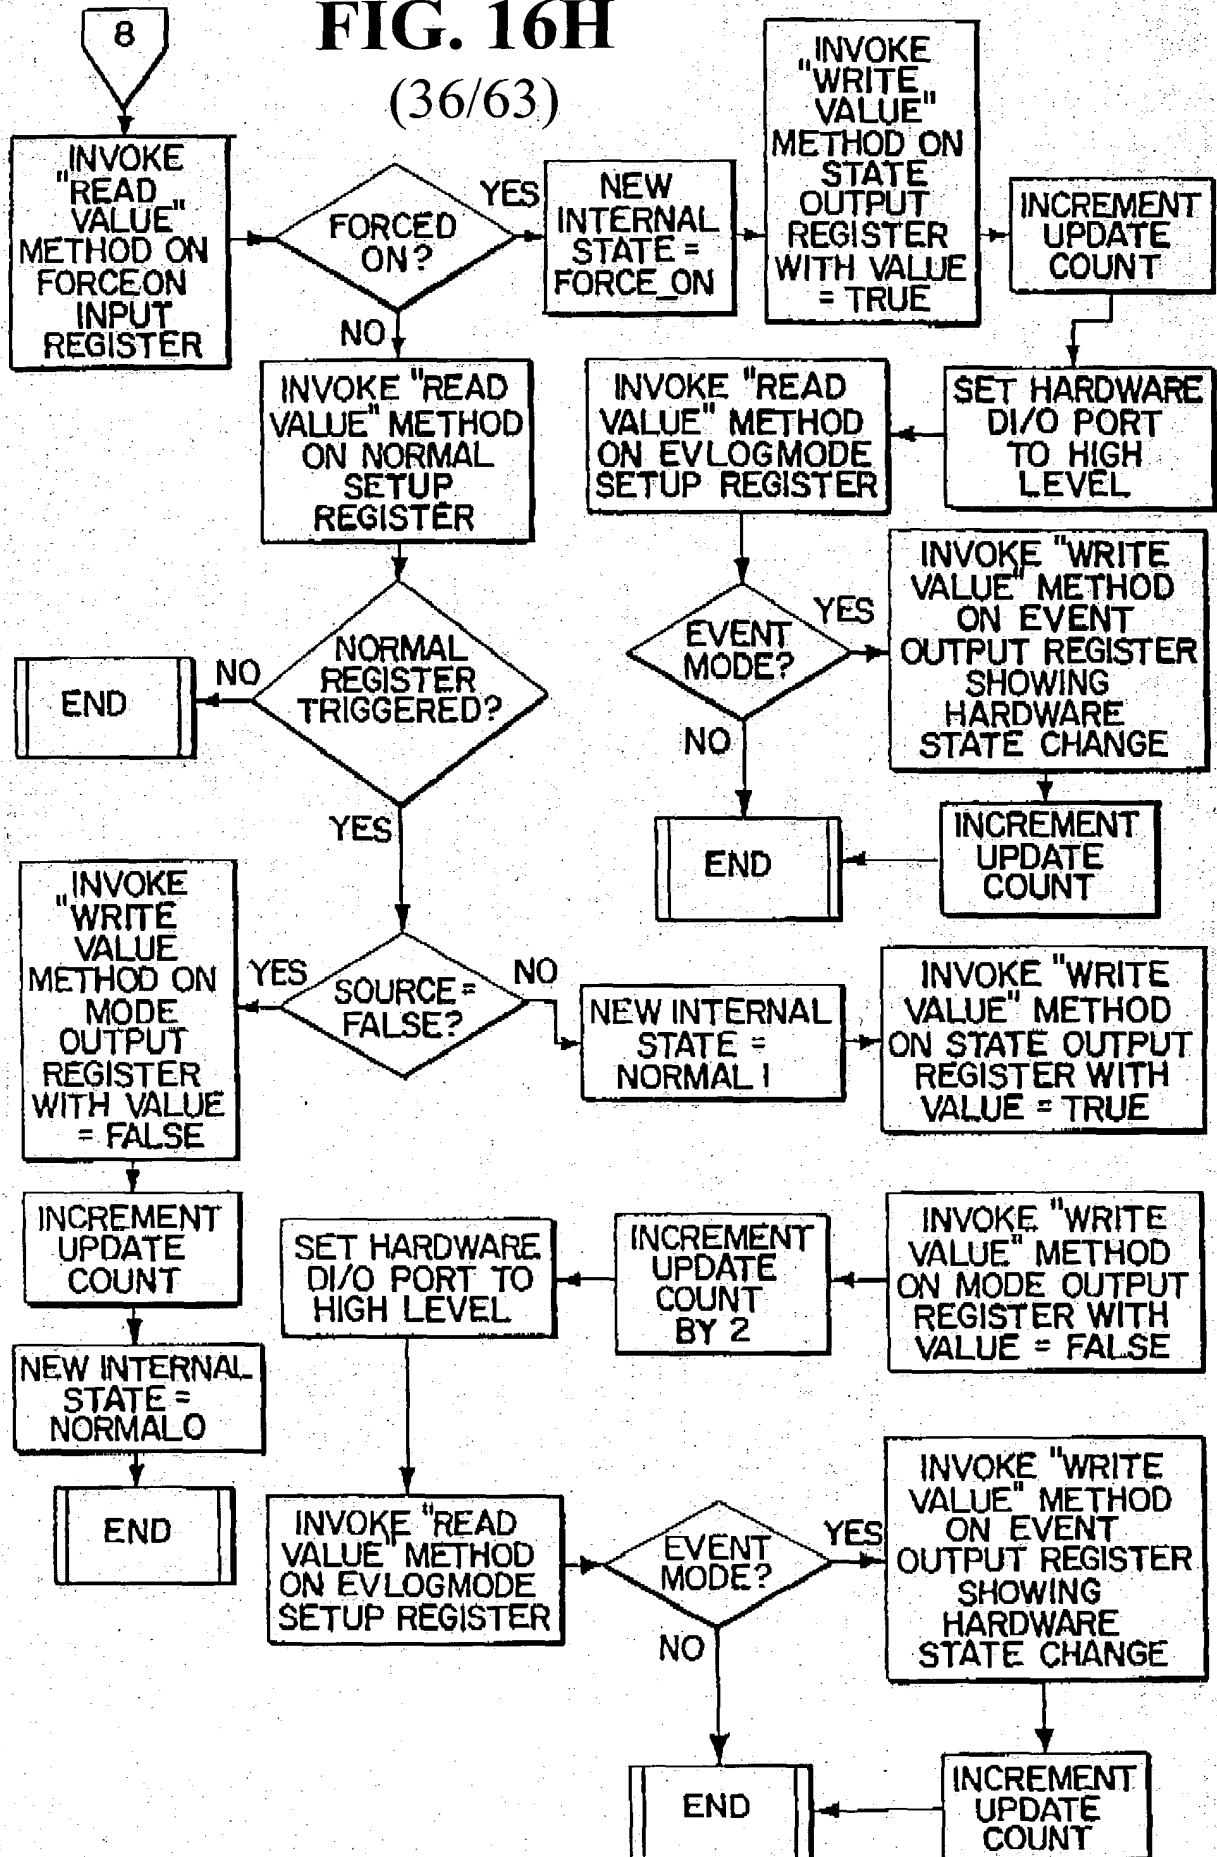 8
FIG. 16H
(36/63)
INVOKE
"READ
VALUE"
METHOD ON
FORCEON
INPUT
REGISTER
FORCED
ON?
YES
NO
NEW
INTERNAL
STATE =
FORCE_ON
INVOKE
"WRITE
VALUE"
METHOD ON
STATE
OUTPUT
REGISTER
WITH VALUE
= TRUE
INCREMENT
UPDATE
COUNT
SET HARDWARE
DI/O PORT
TO HIGH
LEVEL
INVOKE "READ
VALUE" METHOD
ON EVLOGMODE
SETUP REGISTER
INVOKE "READ
VALUE" METHOD
ON NORMAL
SETUP
REGISTER
EVENT
MODE?
YES
NO
INVOKE "WRITE
VALUE" METHOD
ON EVENT
OUTPUT REGISTER
SHOWING
HARDWARE
STATE CHANGE
INCREMENT
UPDATE
COUNT
END
NORMAL
REGISTER
TRIGGERED?
NO
END
YES
SOURCE =
FALSE?
YES
NO
INVOKE
"WRITE
VALUE
METHOD ON
MODE
OUTPUT
REGISTER
WITH VALUE
= FALSE
INCREMENT
UPDATE
COUNT
NEW INTERNAL
STATE =
NORMAL0
END
NEW INTERNAL
STATE =
NORMAL1
INVOKE "WRITE
VALUE" METHOD
ON STATE OUTPUT
REGISTER WITH
VALUE = TRUE
INVOKE "WRITE
VALUE" METHOD
ON MODE OUTPUT
REGISTER WITH
VALUE = FALSE
INCREMENT
UPDATE
COUNT
BY 2
SET HARDWARE
DI/O PORT TO
HIGH LEVEL
INVOKE "READ
VALUE" METHOD
ON EVLOGMODE
SETUP REGISTER
EVENT
MODE?
YES
NO
INVOKE "WRITE
VALUE" METHOD
ON EVENT
OUTPUT REGISTER
SHOWING
HARDWARE
STATE CHANGE
INCREMENT
UPDATE
COUNT
END